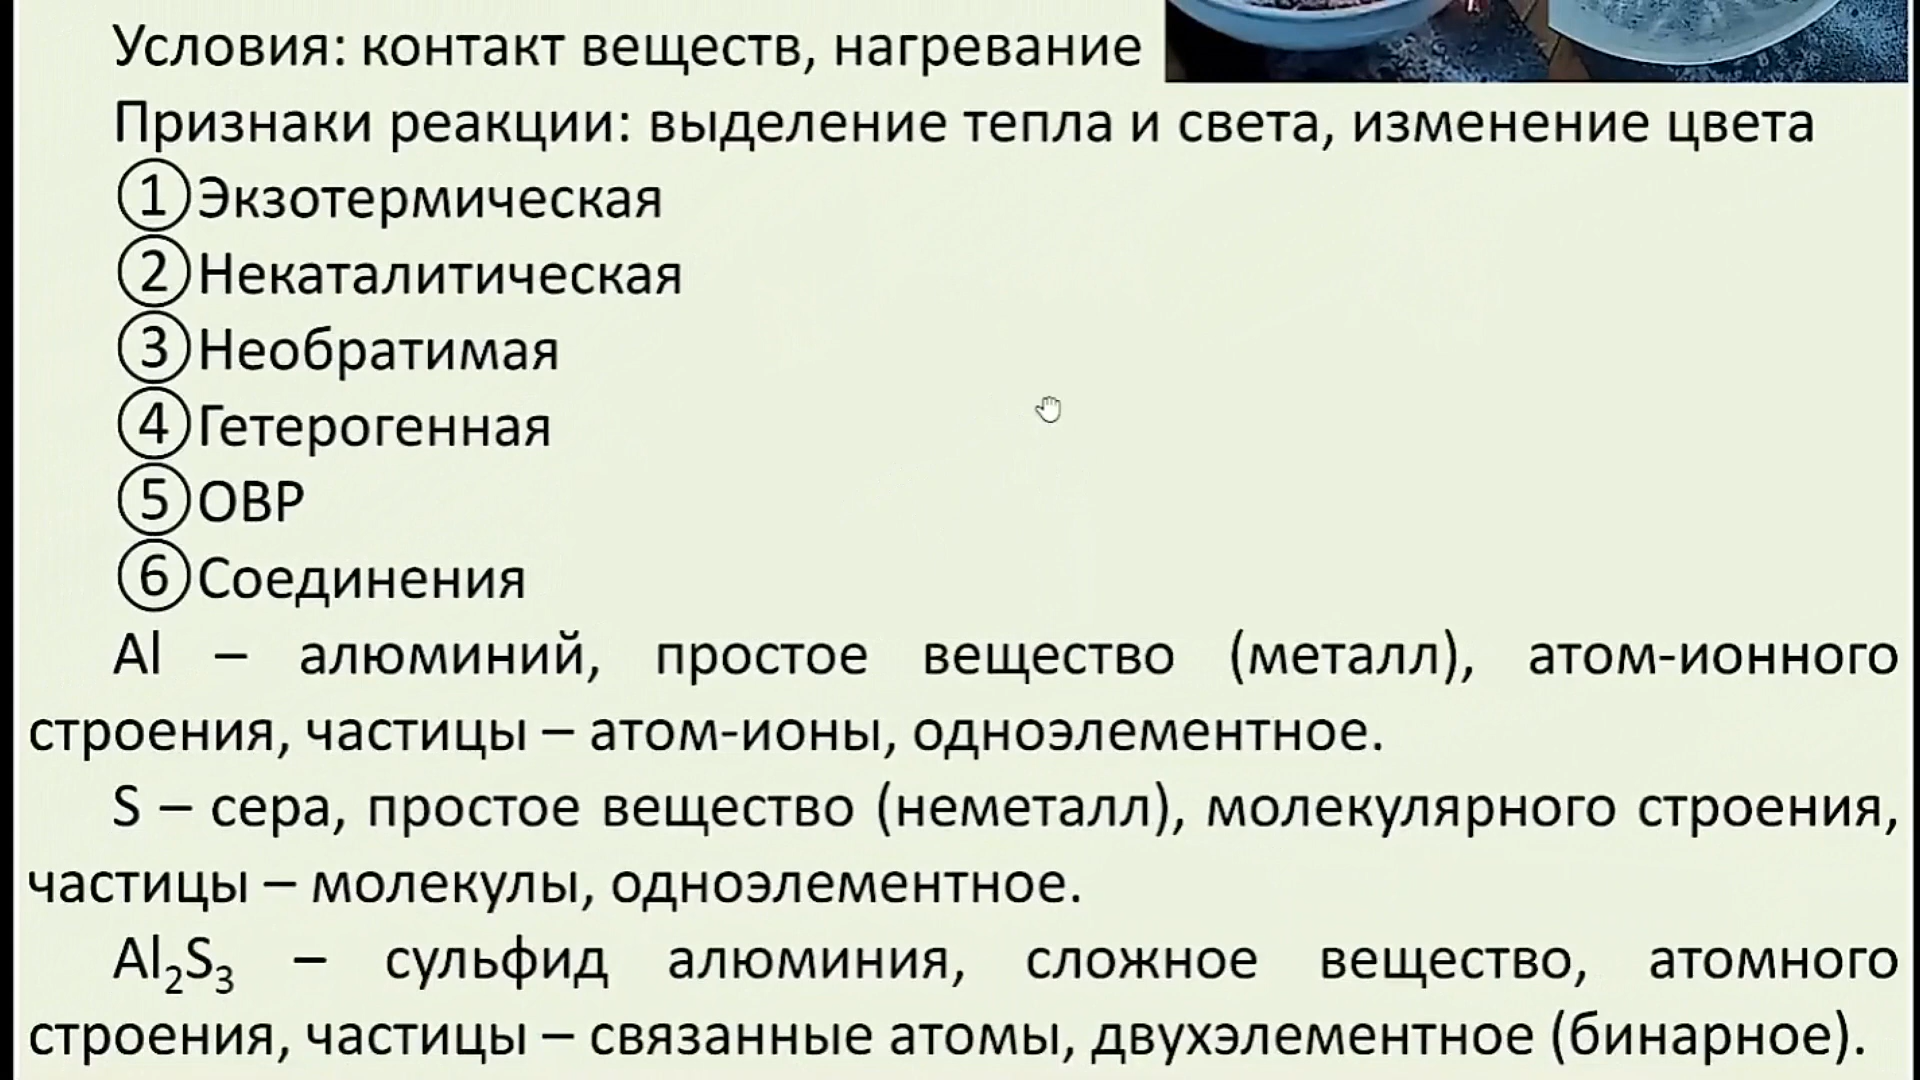 Условия: контакт веществ, нагревание
Признаки реакции: выделение тепла и света, изменение цвета
①Экзотермическая
②Некаталитическая
③Необратимая
④Гетерогенная
⑤ОВР
⑥Соединения
Al – алюминий, простое вещество (металл), атом-ионного
строения, частицы – атом-ионы, одноэлементное.
S – сера, простое вещество (неметалл), молекулярного строения,
частицы – молекулы, одноэлементное.
Al₂S₃ – сульфид алюминия, сложное вещество, атомного
строения, частицы – связанные атомы, двухэлементное (бинарное).